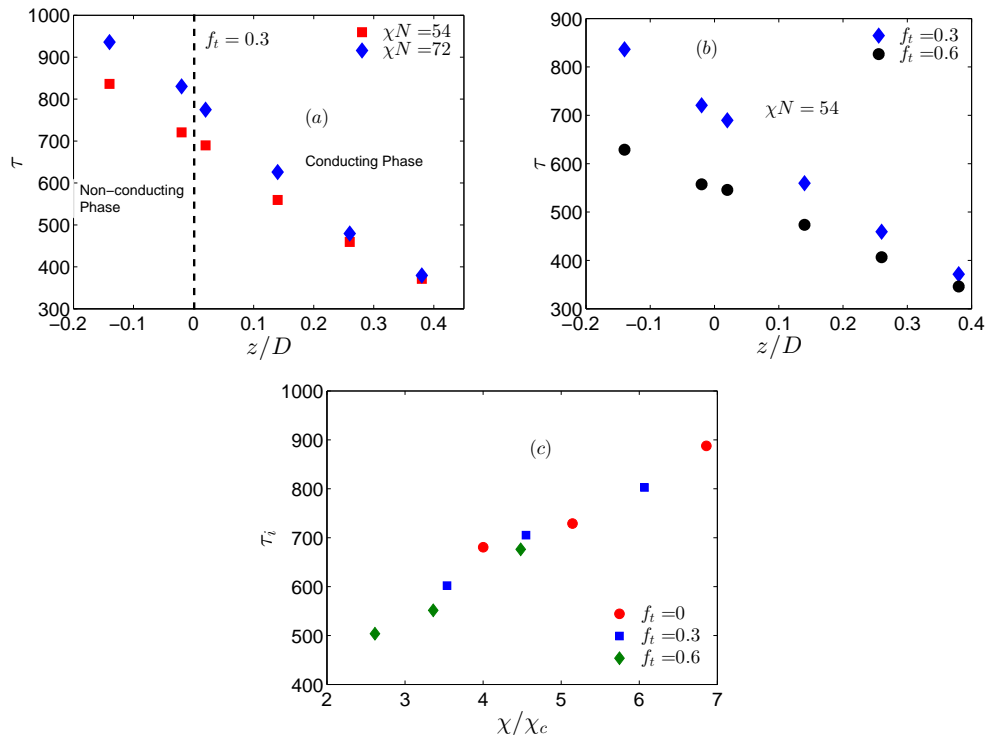 1000
900
800
700
600
500
400
300
τ
f_t = 0.3
χN =54
χN =72
(a)
Conducting Phase
Non−conducting
Phase
−0.2 −0.1 0 0.1 0.2 0.3 0.4
z/D
900
800
700
600
500
400
300
τ
(b)
f_t =0.3
f_t =0.6
χN = 54
−0.2 −0.1 0 0.1 0.2 0.3 0.4
z/D
1000
900
800
700
600
500
400
τ_i
(c)
f_t =0
f_t =0.3
f_t =0.6
2 3 4 5 6 7
χ/χ_c